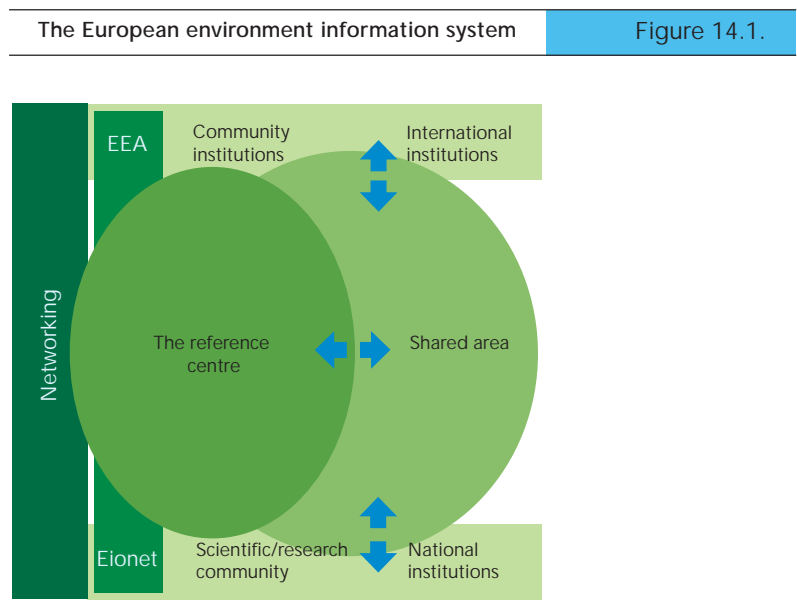 The European environment information system
Figure 14.1.
EEA
Community
institutions
International
institutions
Networking
The reference
centre
Shared area
Eionet
Scientific/research
community
National
institutions